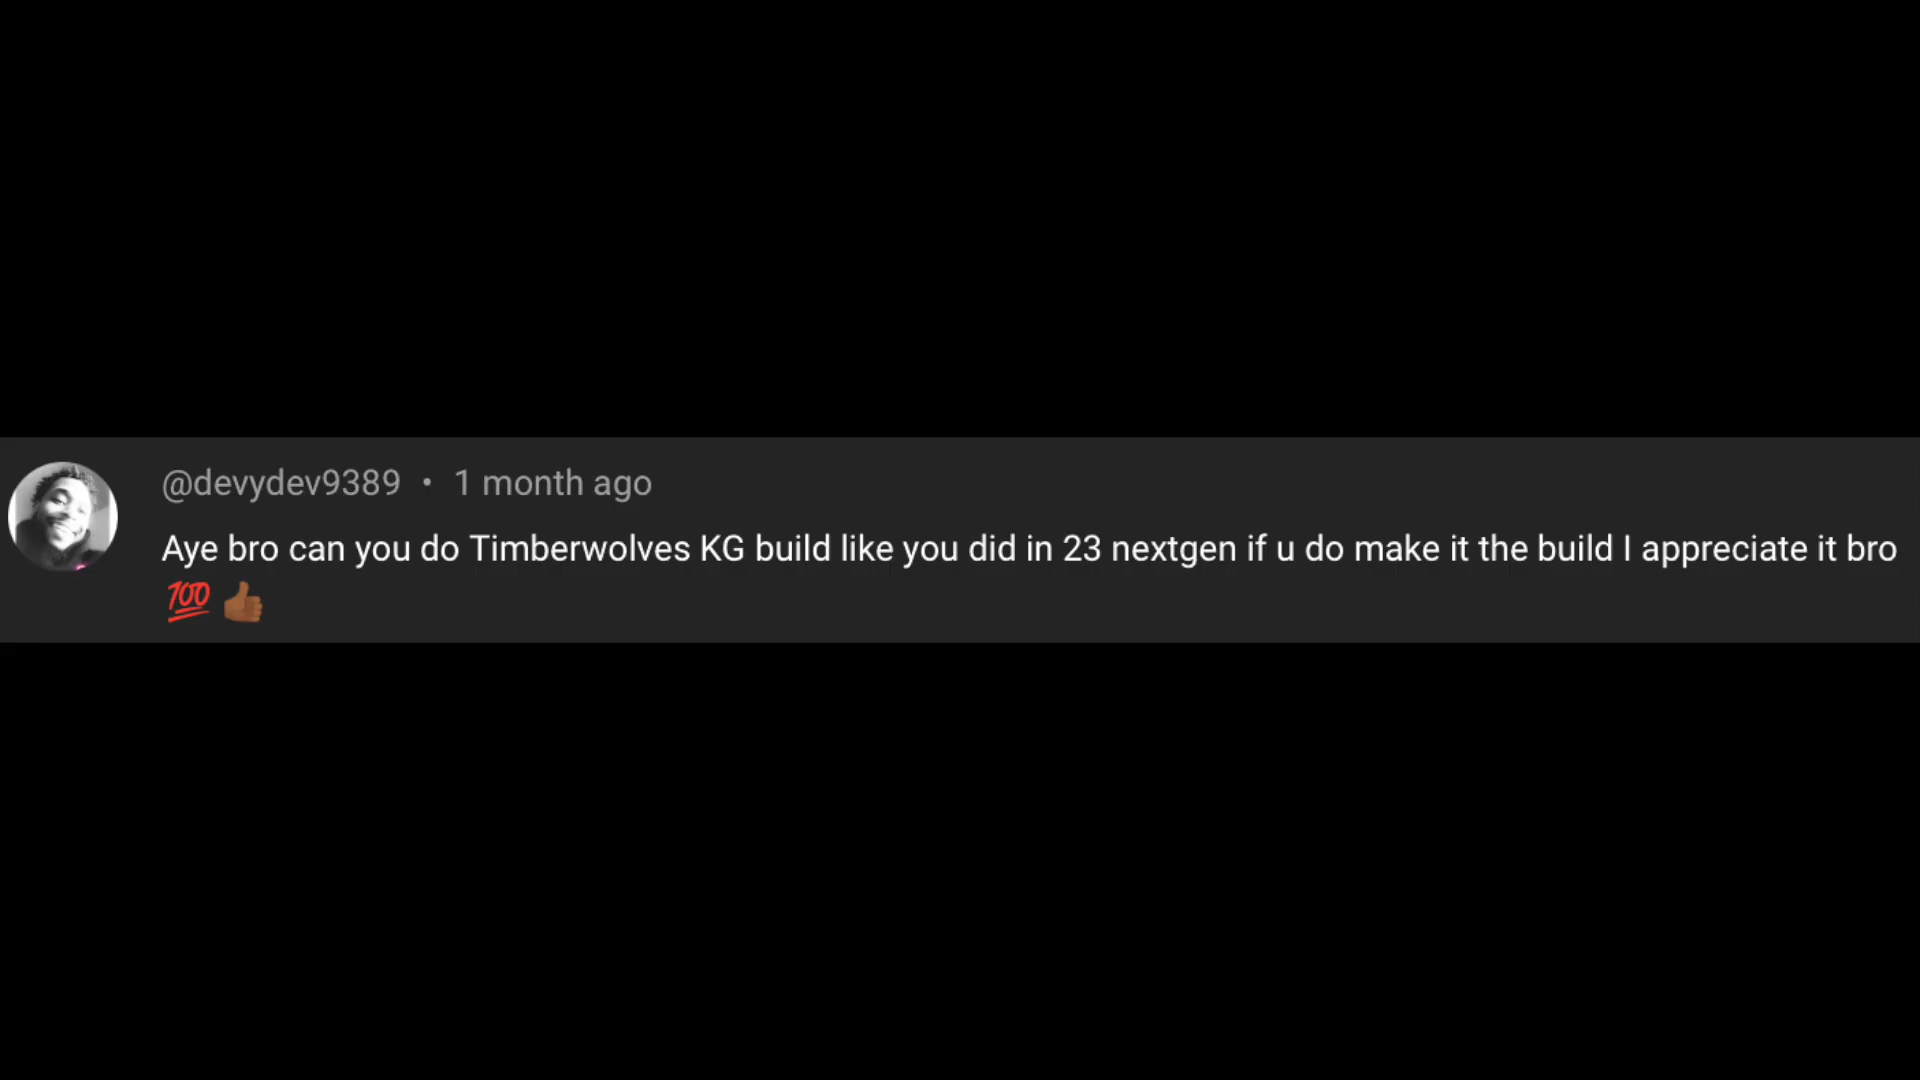 @devydev9389 • 1 month ago
Aye bro can you do Timberwolves KG build like you did in 23 nextgen if u do make it the build I appreciate it bro
💯 👍🏾